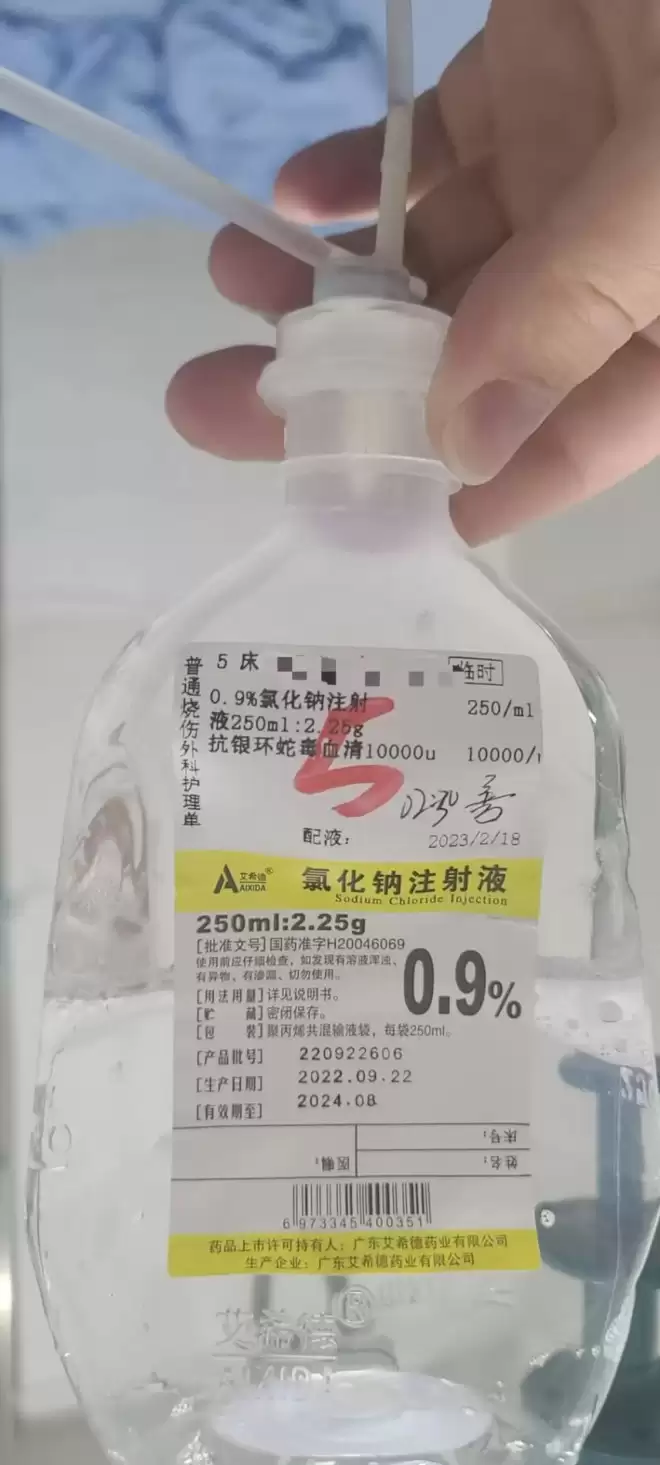 普通烧伤外科护理单
5 床
临时
0.9%氯化钠注射 250/ml
液250ml:2.25g
抗银环蛇毒血清10000u 10000/
5
配液: 2023/2/18
艾希德®
AIXIDA
氯化钠注射液
Sodium Chloride Injection
250ml:2.25g
[批准文号]国药准字H20046069
使用前应仔细检查，如发现有溶液浑浊、
有异物、有渗漏、切勿使用。
0.9%
[用法用量]详见说明书。
[贮 藏]密闭保存。
[包 装]聚丙烯共混输液袋，每袋250ml。
[产品批号] 220922606
[生产日期] 2022.09.22
[有效期至] 2024.08
床号:
姓名:
医嘱:
6 973345 400351
药品上市许可持有人: 广东艾希德药业有限公司
生产企业: 广东艾希德药业有限公司
艾希德®